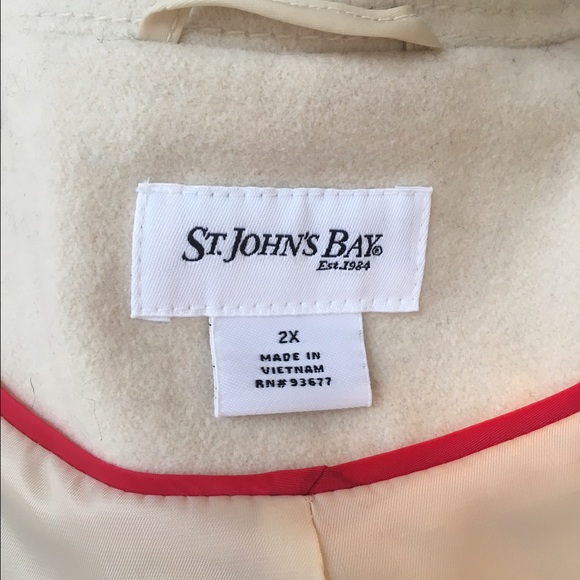 ST. JOHN'S BAY®
Est. 1984
2X
MADE IN
VIETNAM
RN# 93677